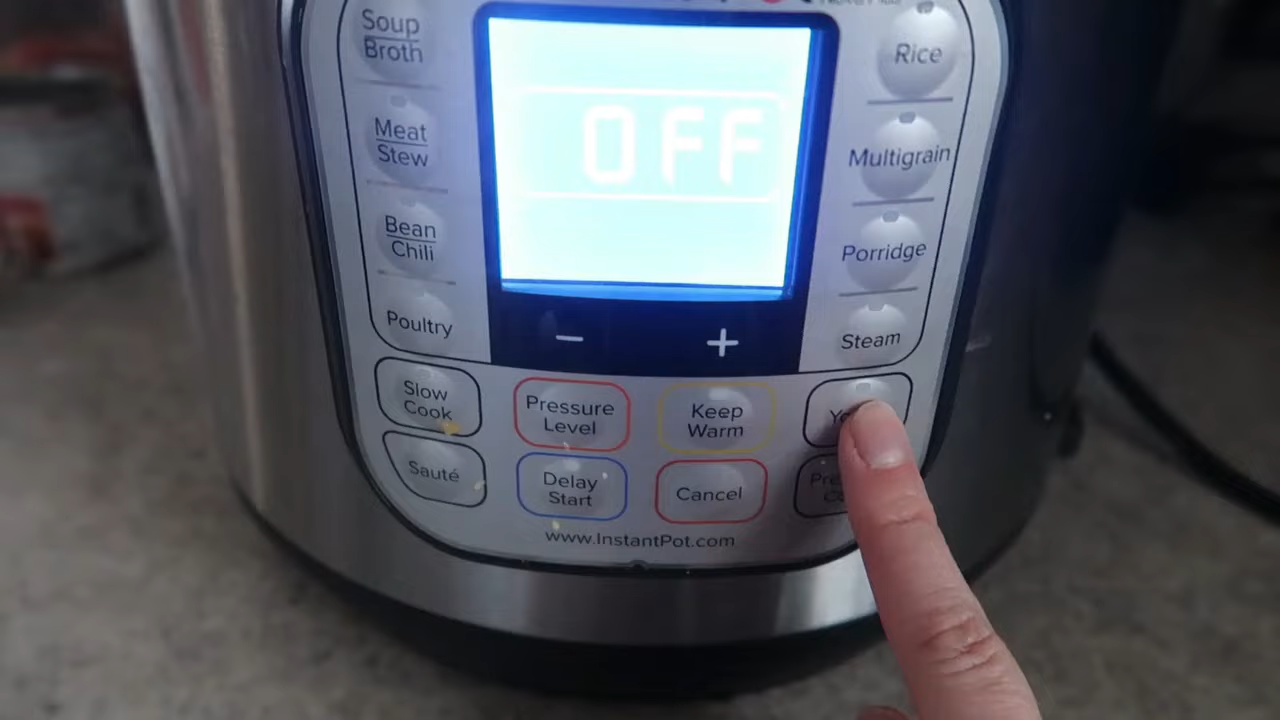 Soup
Broth
Meat
Stew
Bean
Chili
Poultry
OFF
− +
Rice
Multigrain
Porridge
Steam
Slow
Cook
Pressure
Level
Keep
Warm
Sauté
Delay
Start
Cancel
www.InstantPot.com